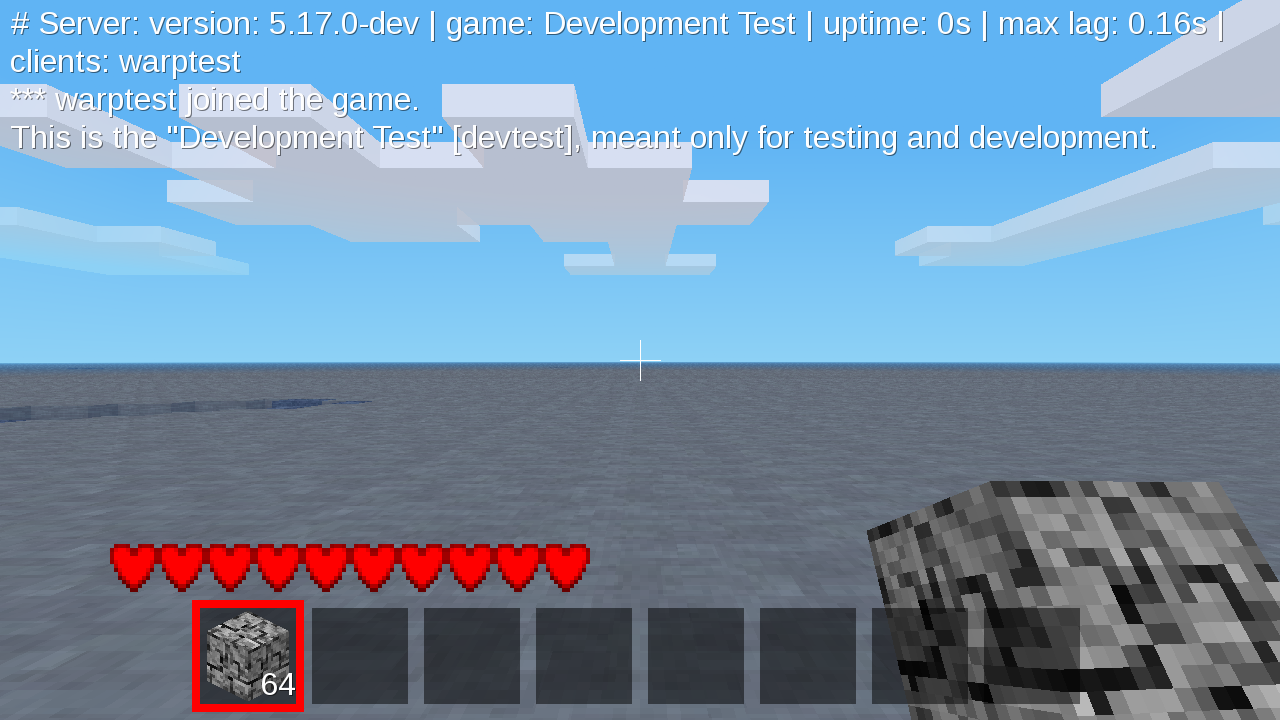 # Server: version: 5.17.0-dev | game: Development Test | uptime: 0s | max lag: 0.16s |
clients: warptest
*** warptest joined the game.
This is the "Development Test" [devtest], meant only for testing and development.
64